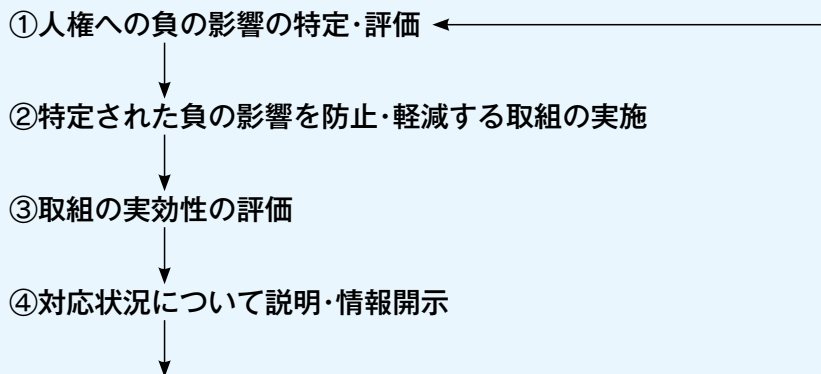 ①人権への負の影響の特定･評価
②特定された負の影響を防止･軽減する取組の実施
③取組の実効性の評価
④対応状況について説明･情報開示